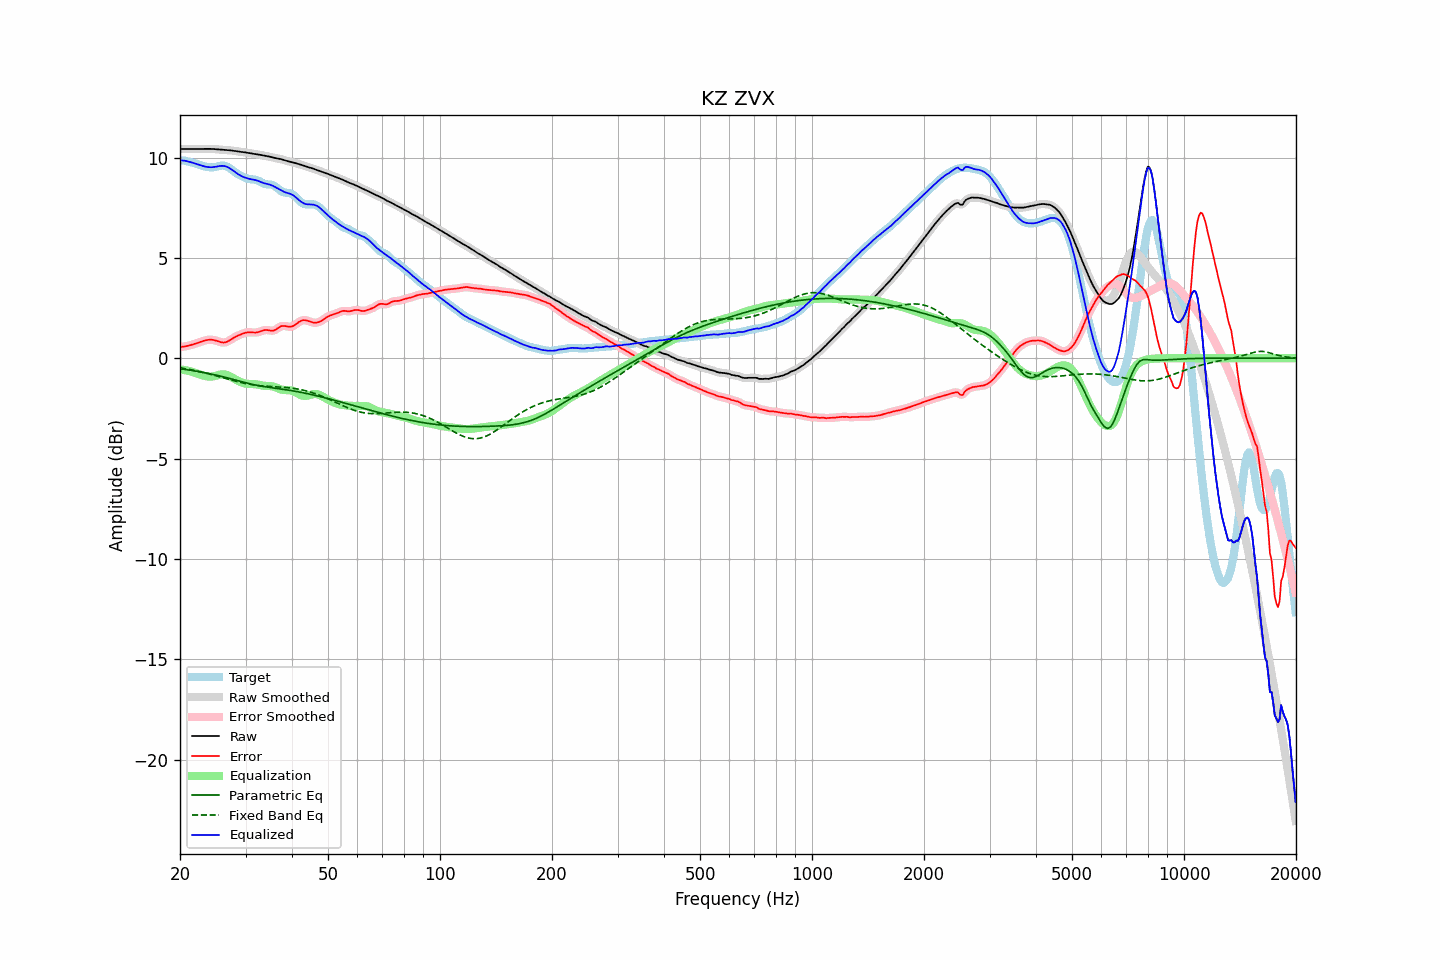 KZ ZVX
Amplitude (dBr)
10
5
0
−5
−10
−15
−20
Target
Raw Smoothed
Error Smoothed
Raw
Error
Equalization
Parametric Eq
Fixed Band Eq
Equalized
20 50 100 200 500 1000 2000 5000 10000 20000
Frequency (Hz)